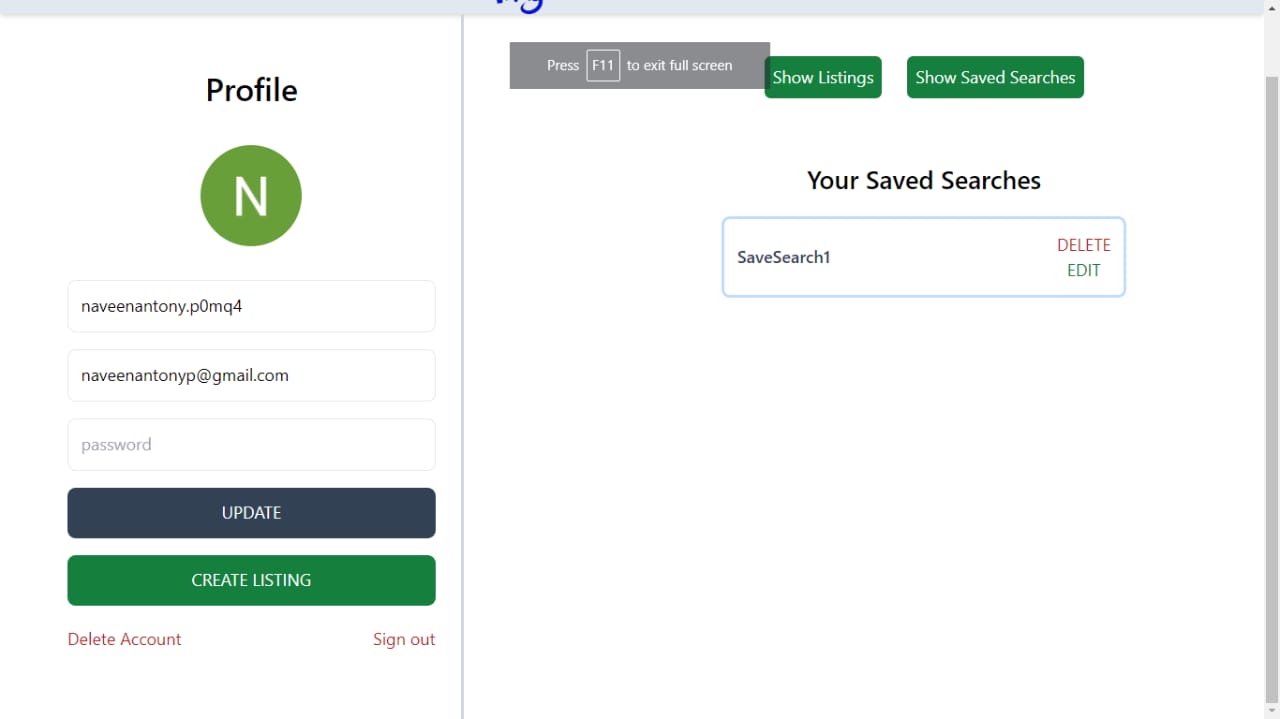 Profile
N
naveenantony.p0mq4
naveenantonyp@gmail.com
password
UPDATE
CREATE LISTING
Delete Account Sign out
Press F11 to exit full screen
Show Listings Show Saved Searches
Your Saved Searches
SaveSearch1
DELETE
EDIT